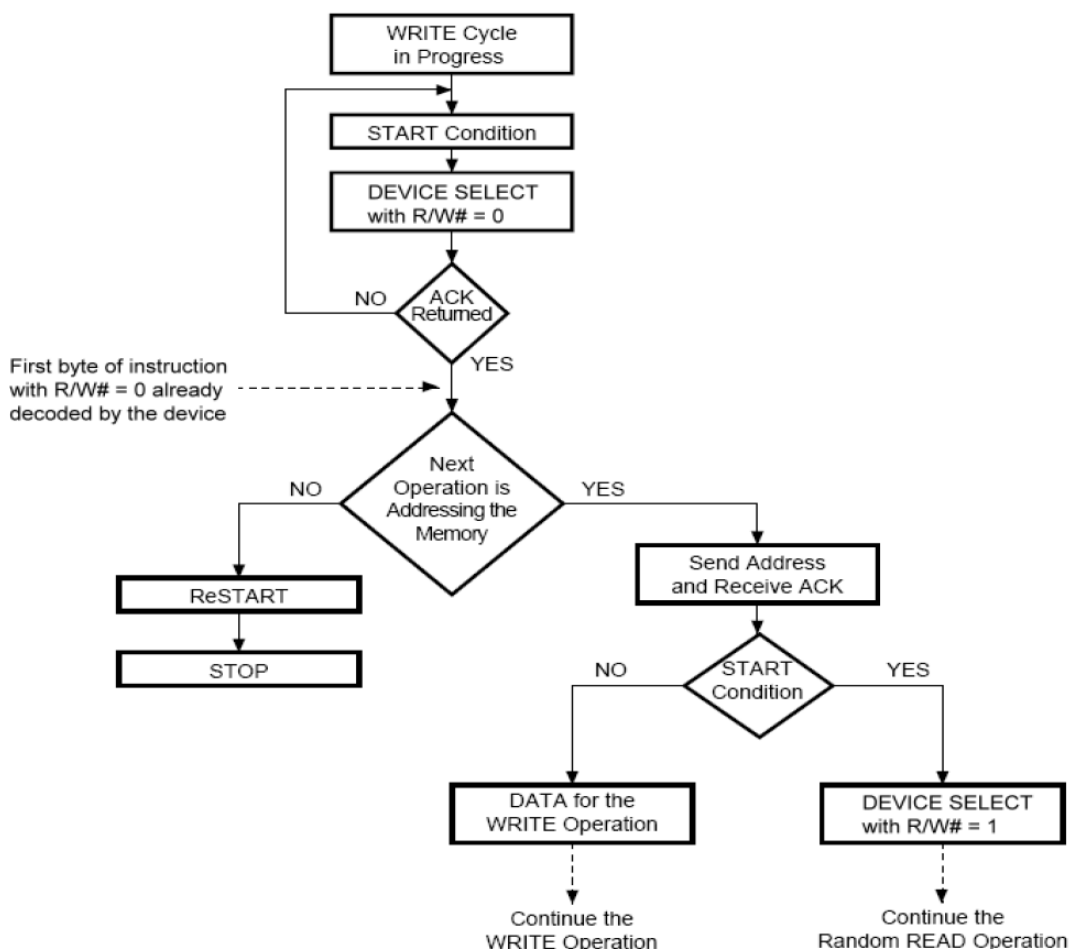 WRITE Cycle
in Progress
START Condition
DEVICE SELECT
with R/W# = 0
NO
ACK
Returned
YES
First byte of instruction
with R/W# = 0 already
decoded by the device
Next
Operation is
Addressing the
Memory
NO
YES
ReSTART
STOP
Send Address
and Receive ACK
NO
START
Condition
YES
DATA for the
WRITE Operation
DEVICE SELECT
with R/W# = 1
Continue the
WRITE Operation
Continue the
Random READ Operation